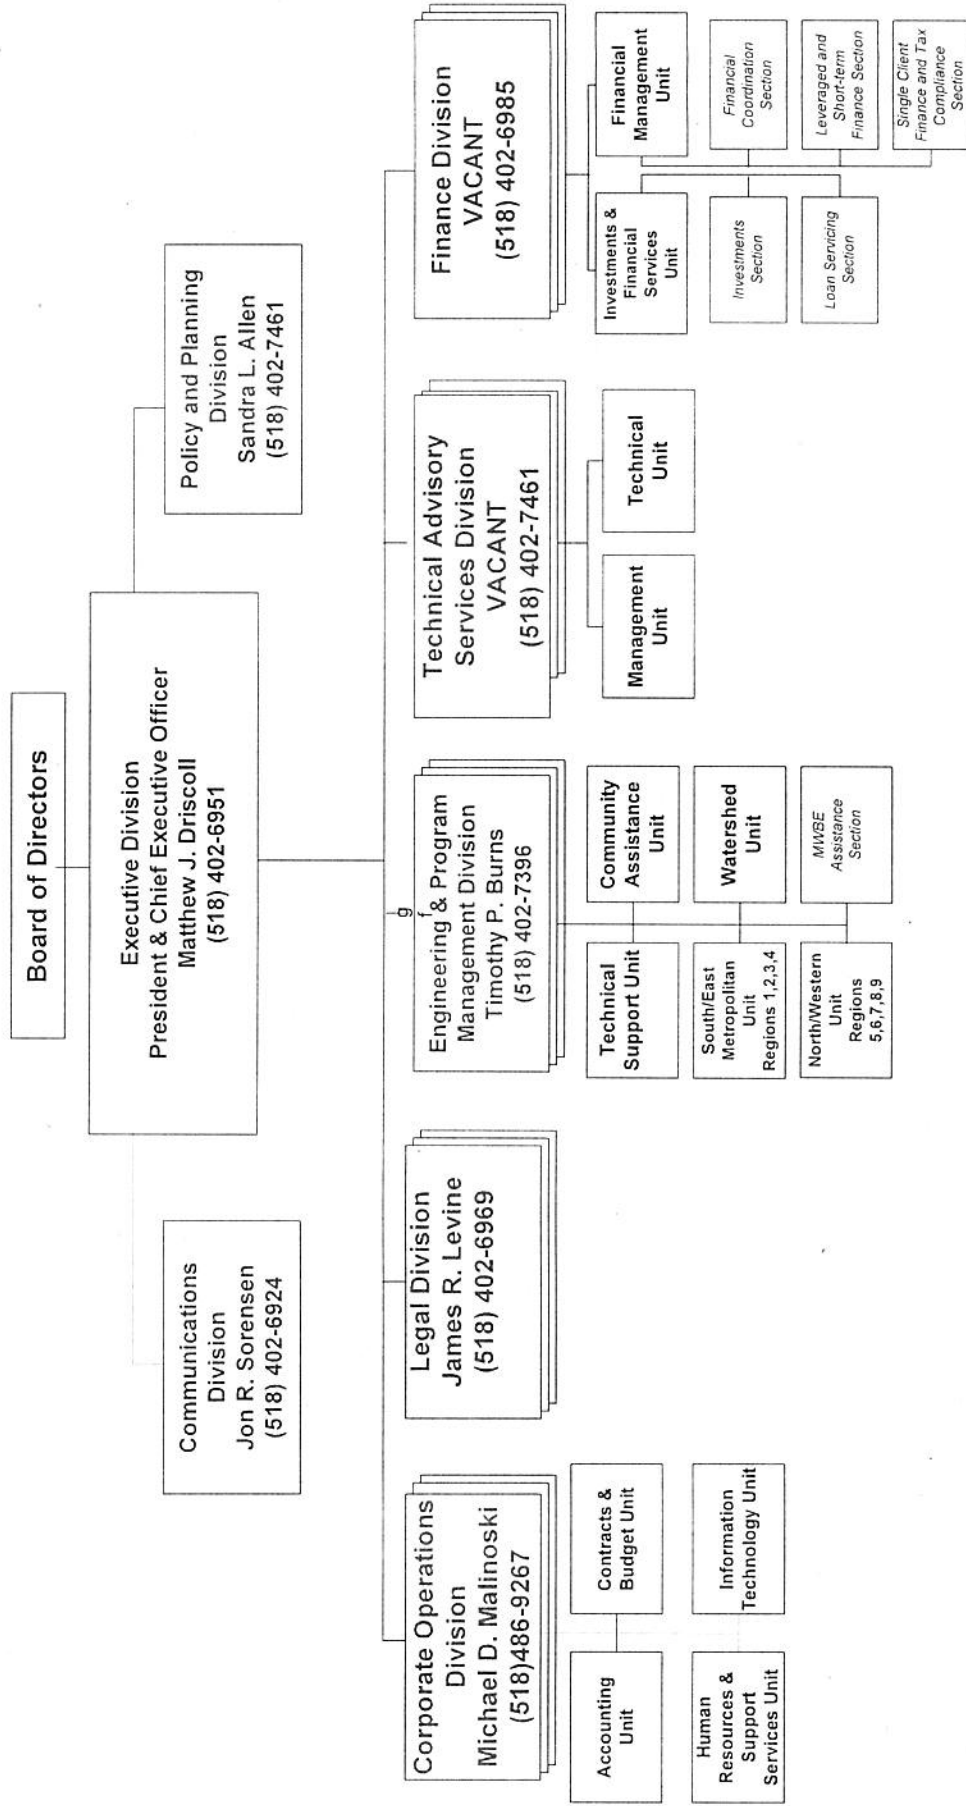 Board of Directors
Executive Division
President & Chief Executive Officer
Matthew J. Driscoll
(518) 402-6951
Communications
Division
Jon R. Sorensen
(518) 402-6924
Policy and Planning
Division
Sandra L. Allen
(518) 402-7461
Corporate Operations
Division
Michael D. Malinoski
(518)486-9267
Accounting
Unit
Contracts &
Budget Unit
Human
Resources &
Support
Services Unit
Information
Technology Unit
Legal Division
James R. Levine
(518) 402-6969
g
f
Engineering & Program
Management Division
Timothy P. Burns
(518) 402-7396
Technical
Support Unit
Community
Assistance
Unit
South/East
Metropolitan
Unit
Regions 1,2,3,4
Watershed
Unit
North/Western
Unit
Regions
5,6,7,8,9
MWBE
Assistance
Section
Technical Advisory
Services Division
VACANT
(518) 402-7461
Management
Unit
Technical
Unit
Finance Division
VACANT
(518) 402-6985
Investments &
Financial
Services
Unit
Financial
Management
Unit
Investments
Section
Financial
Coordination
Section
Loan Servicing
Section
Leveraged and
Short-term
Finance Section
Single Client
Finance and Tax
Compliance
Section